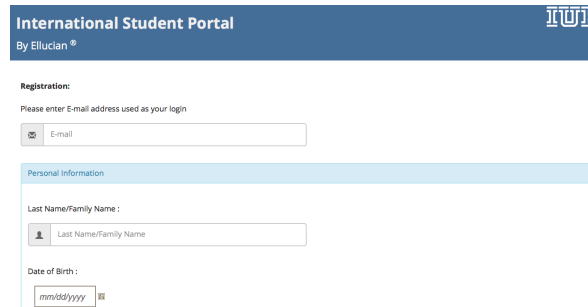 International Student Portal
By Ellucian ®
Registration:
Please enter E-mail address used as your login
E-mail
Personal Information
Last Name/Family Name :
Last Name/Family Name
Date of Birth :
mm/dd/yyyy